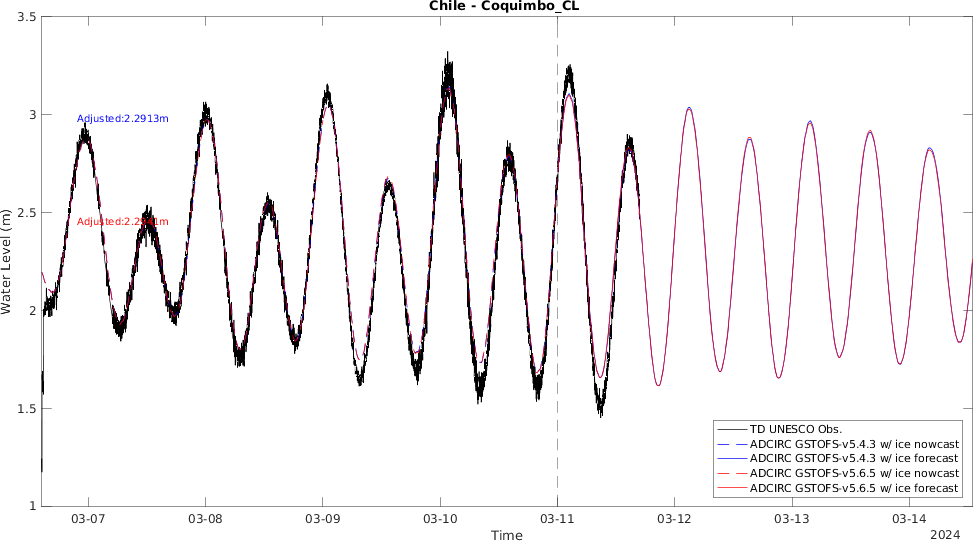 Chile - Coquimbo_CL
3.5
3
2.5
2
1.5
1
Water Level (m)
Adjusted:2.2913m
TD UNESCO Obs.
ADCIRC GSTOFS-v5.4.3 w/ ice nowcast
ADCIRC GSTOFS-v5.4.3 w/ ice forecast
ADCIRC GSTOFS-v5.6.5 w/ ice nowcast
ADCIRC GSTOFS-v5.6.5 w/ ice forecast
03-07 03-08 03-09 03-10 03-11 03-12 03-13 03-14
Time
2024